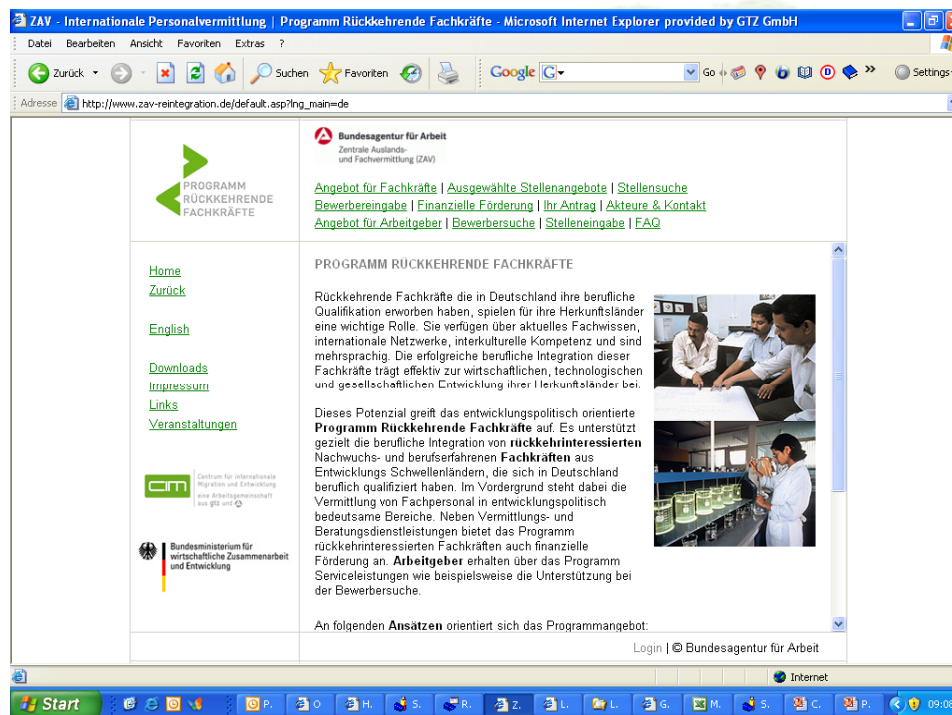 ZAV - Internationale Personalvermittlung | Programm Rückkehrende Fachkräfte - Microsoft Internet Explorer provided by GTZ GmbH
Datei Bearbeiten Ansicht Favoriten Extras ?
Zurück Suchen Favoriten Google G Go Settings
Adresse http://www.zav-reintegration.de/default.asp?lng_main=de
Bundesagentur für Arbeit
Zentrale Auslands-
und Fachvermittlung (ZAV)
PROGRAMM
RÜCKKEHRENDE
FACHKRÄFTE
Angebot für Fachkräfte | Ausgewählte Stellenangebote | Stellensuche
Bewerbereingabe | Finanzielle Förderung | Ihr Antrag | Akteure & Kontakt
Angebot für Arbeitgeber | Bewerbersuche | Stelleneingabe | FAQ
Home
Zurück
English
Downloads
Impressum
Links
Veranstaltungen
cim Centrum für internationale
Migration und Entwicklung
eine Arbeitsgemeinschaft
aus gtz und
Bundesministerium für
wirtschaftliche Zusammenarbeit
und Entwicklung
PROGRAMM RÜCKKEHRENDE FACHKRÄFTE
Rückkehrende Fachkräfte die in Deutschland ihre berufliche
Qualifikation erworben haben, spielen für ihre Herkunftsländer
eine wichtige Rolle. Sie verfügen über aktuelles Fachwissen,
internationale Netzwerke, interkulturelle Kompetenz und sind
mehrsprachig. Die erfolgreiche berufliche Integration dieser
Fachkräfte trägt effektiv zur wirtschaftlichen, technologischen
und gesellschaftlichen Entwicklung ihrer Herkunftsländer bei.
Dieses Potenzial greift das entwicklungspolitisch orientierte
Programm Rückkehrende Fachkräfte auf. Es unterstützt
gezielt die berufliche Integration von rückkehrinteressierten
Nachwuchs- und berufserfahrenen Fachkräften aus
Entwicklungs Schwellenländern, die sich in Deutschland
beruflich qualifiziert haben. Im Vordergrund steht dabei die
Vermittlung von Fachpersonal in entwicklungspolitisch
bedeutsame Bereiche. Neben Vermittlungs- und
Beratungsdienstleistungen bietet das Programm
rückkehrinteressierten Fachkräften auch finanzielle
Förderung an. Arbeitgeber erhalten über das Programm
Serviceleistungen wie beispielsweise die Unterstützung bei
der Bewerbersuche.
An folgenden Ansätzen orientiert sich das Programmangebot:
Login | © Bundesagentur für Arbeit
Internet
Start P. O H. S. R. Z. L. L. G. M. S. C. P.